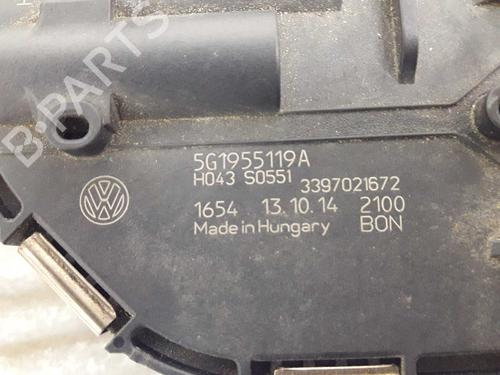 B-PARTS
5G1955119A
H043 S0551 3397021672
1654 13.10.14 2100
Made in Hungary BON